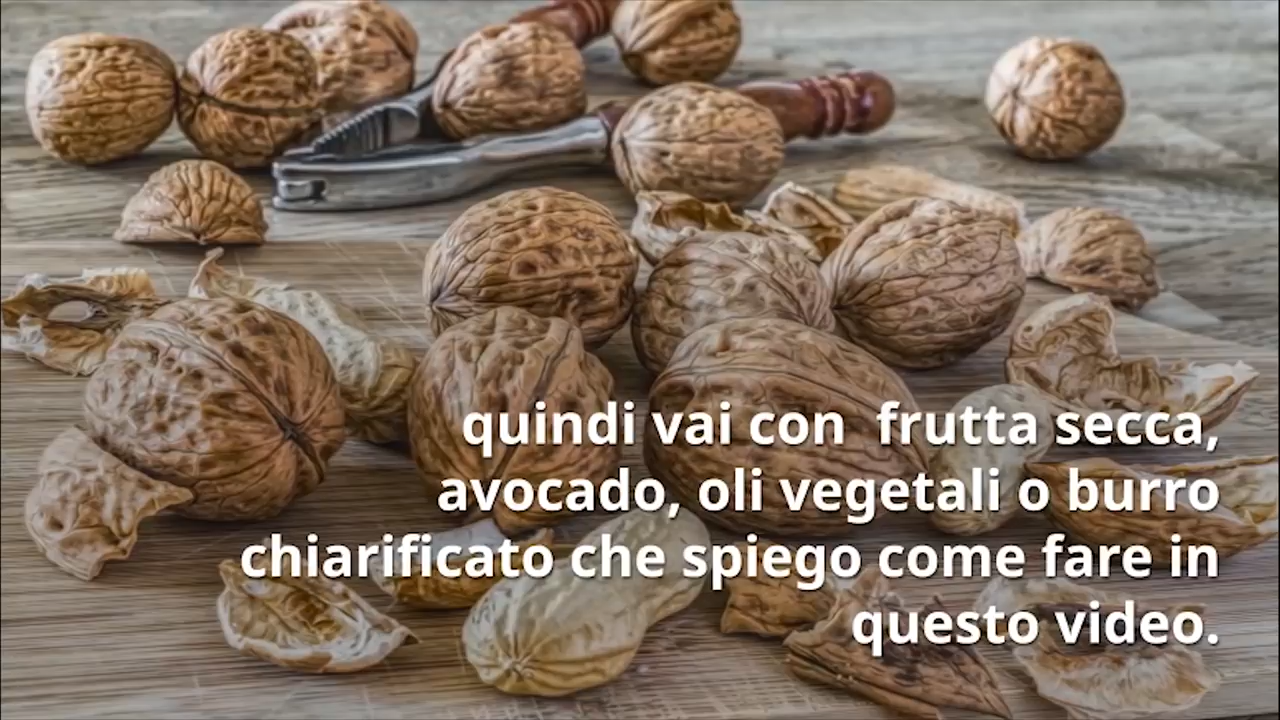 quindi vai con  frutta secca,
avocado, oli vegetali o burro
chiarificato che spiego come fare in
questo video.